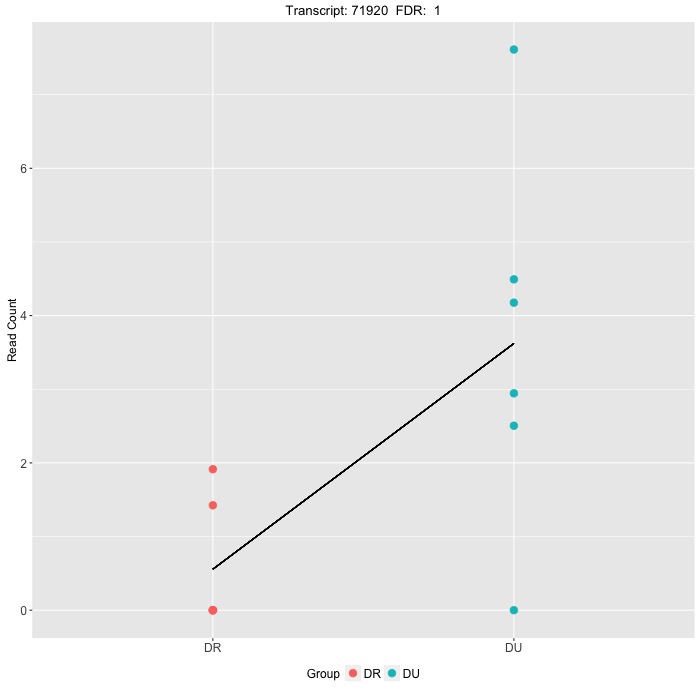 Transcript: 71920 FDR: 1
Read Count
6
4
2
0
DR DU
Group DR DU